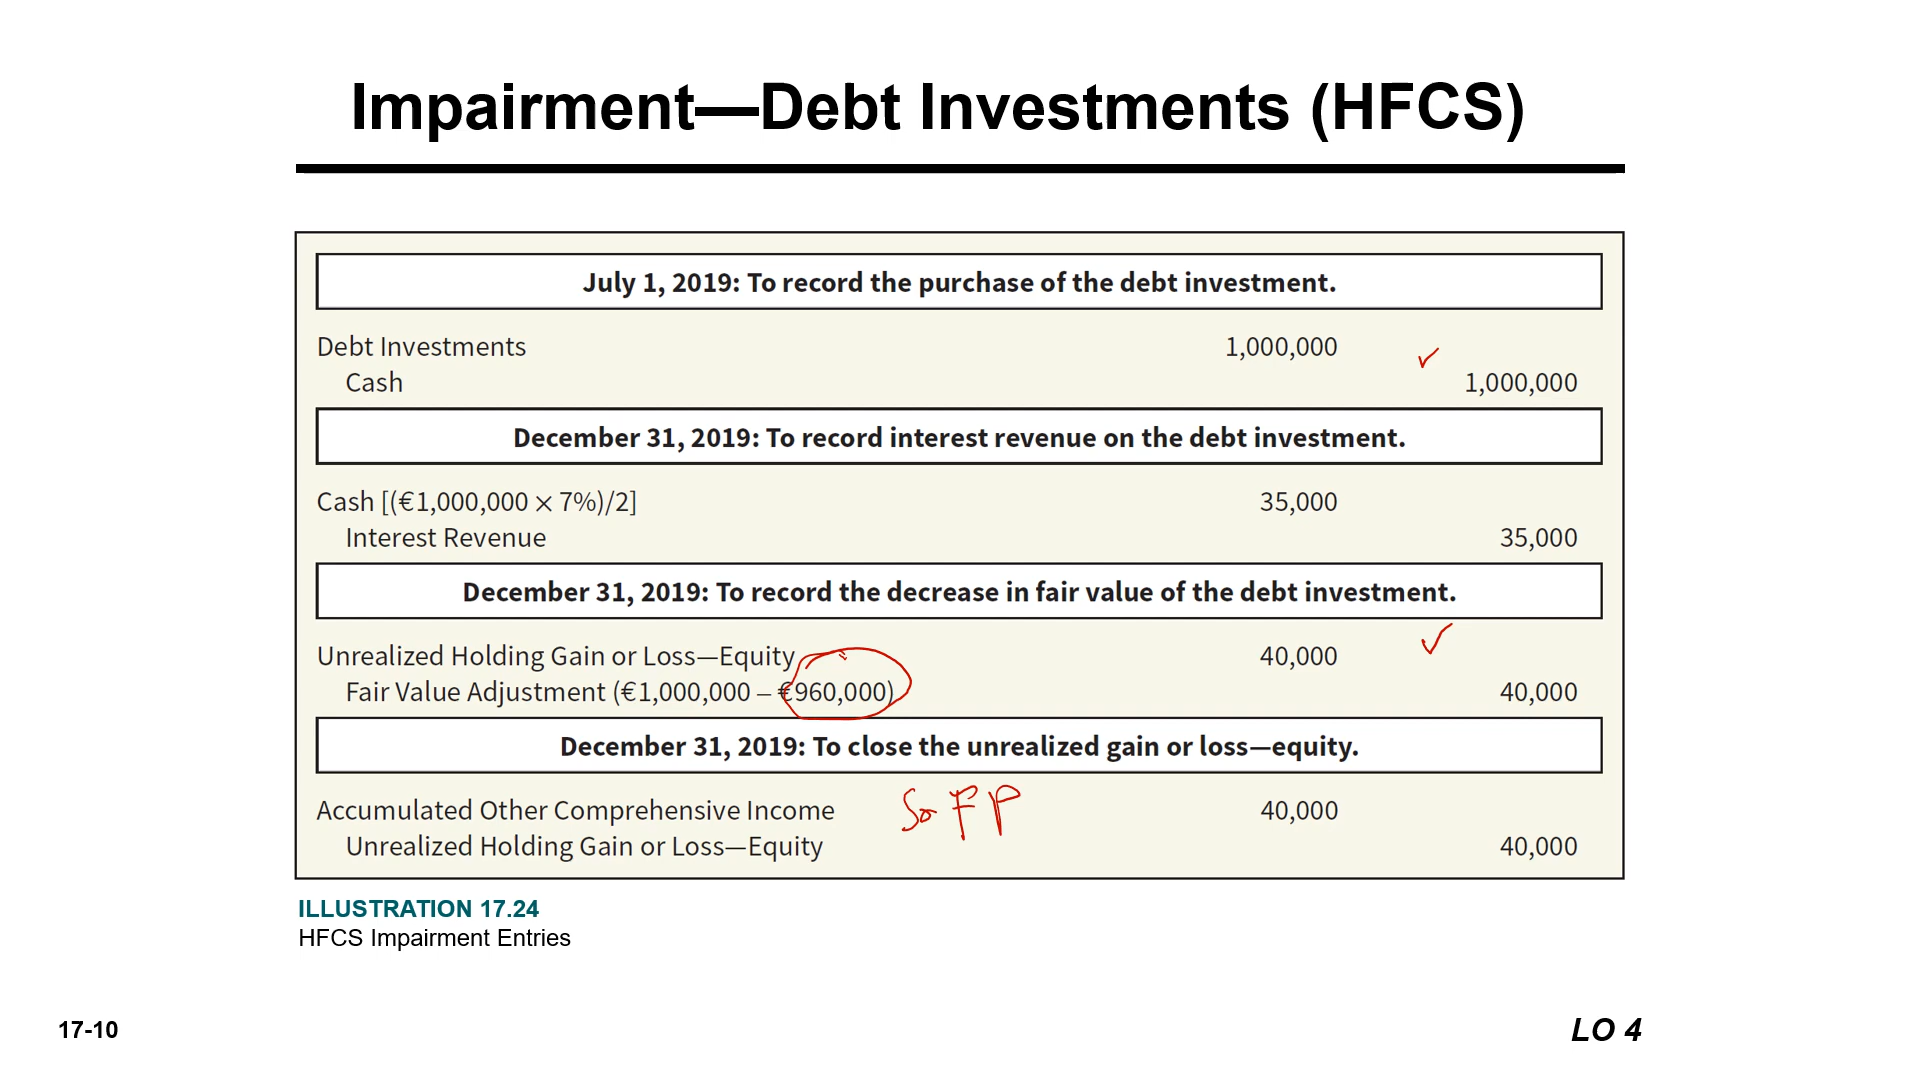 Impairment—Debt Investments (HFCS)
July 1, 2019: To record the purchase of the debt investment.
Debt Investments 1,000,000
Cash 1,000,000
December 31, 2019: To record interest revenue on the debt investment.
Cash [(€1,000,000 × 7%)/2] 35,000
Interest Revenue 35,000
December 31, 2019: To record the decrease in fair value of the debt investment.
Unrealized Holding Gain or Loss—Equity 40,000
Fair Value Adjustment (€1,000,000 – €960,000) 40,000
December 31, 2019: To close the unrealized gain or loss—equity.
Accumulated Other Comprehensive Income SoFP 40,000
Unrealized Holding Gain or Loss—Equity 40,000
ILLUSTRATION 17.24
HFCS Impairment Entries
17-10 LO 4